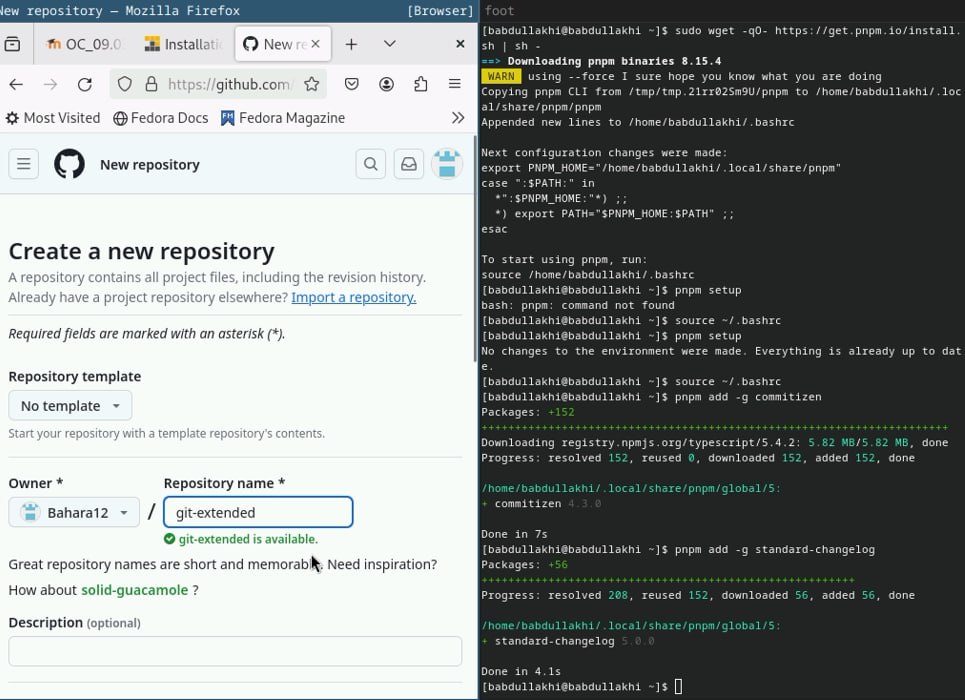 New repository — Mozilla Firefox
[Browser]
OC_09.0
Installatio
New re
https://github.com/
Most Visited
Fedora Docs
Fedora Magazine
New repository
Create a new repository
A repository contains all project files, including the revision history.
Already have a project repository elsewhere? Import a repository.
Required fields are marked with an asterisk (*).
Repository template
No template
Start your repository with a template repository's contents.
Owner *
Repository name *
Bahara12
/
git-extended
git-extended is available.
Great repository names are short and memorable. Need inspiration?
How about solid-guacamole ?
Description (optional)
foot
[babdullakhi@babdullakhi ~]$ sudo wget -qO- https://get.pnpm.io/install.
sh | sh -
==> Downloading pnpm binaries 8.15.4
WARN using --force I sure hope you know what you are doing
Copying pnpm CLI from /tmp/tmp.21rr02Sm9U/pnpm to /home/babdullakhi/.loc
al/share/pnpm/pnpm
Appended new lines to /home/babdullakhi/.bashrc
Next configuration changes were made:
export PNPM_HOME="/home/babdullakhi/.local/share/pnpm"
case ":$PATH:" in
*":$PNPM_HOME:"*) ;;
*) export PATH="$PNPM_HOME:$PATH" ;;
esac
To start using pnpm, run:
source /home/babdullakhi/.bashrc
[babdullakhi@babdullakhi ~]$ pnpm setup
bash: pnpm: command not found
[babdullakhi@babdullakhi ~]$ source ~/.bashrc
[babdullakhi@babdullakhi ~]$ pnpm setup
No changes to the environment were made. Everything is already up to dat
e.
[babdullakhi@babdullakhi ~]$ source ~/.bashrc
[babdullakhi@babdullakhi ~]$ pnpm add -g commitizen
Packages: +152
++++++++++++++++++++++++++++++++++++++++++++++++++++++++++++++++++++++
Downloading registry.npmjs.org/typescript/5.4.2: 5.82 MB/5.82 MB, done
Progress: resolved 152, reused 0, downloaded 152, added 152, done
/home/babdullakhi/.local/share/pnpm/global/5:
+ commitizen 4.3.0
Done in 7s
[babdullakhi@babdullakhi ~]$ pnpm add -g standard-changelog
Packages: +56
++++++++++++++++++++++++++++++++++++++++++++++++++++++++
Progress: resolved 208, reused 152, downloaded 56, added 56, done
/home/babdullakhi/.local/share/pnpm/global/5:
+ standard-changelog 5.0.0
Done in 4.1s
[babdullakhi@babdullakhi ~]$